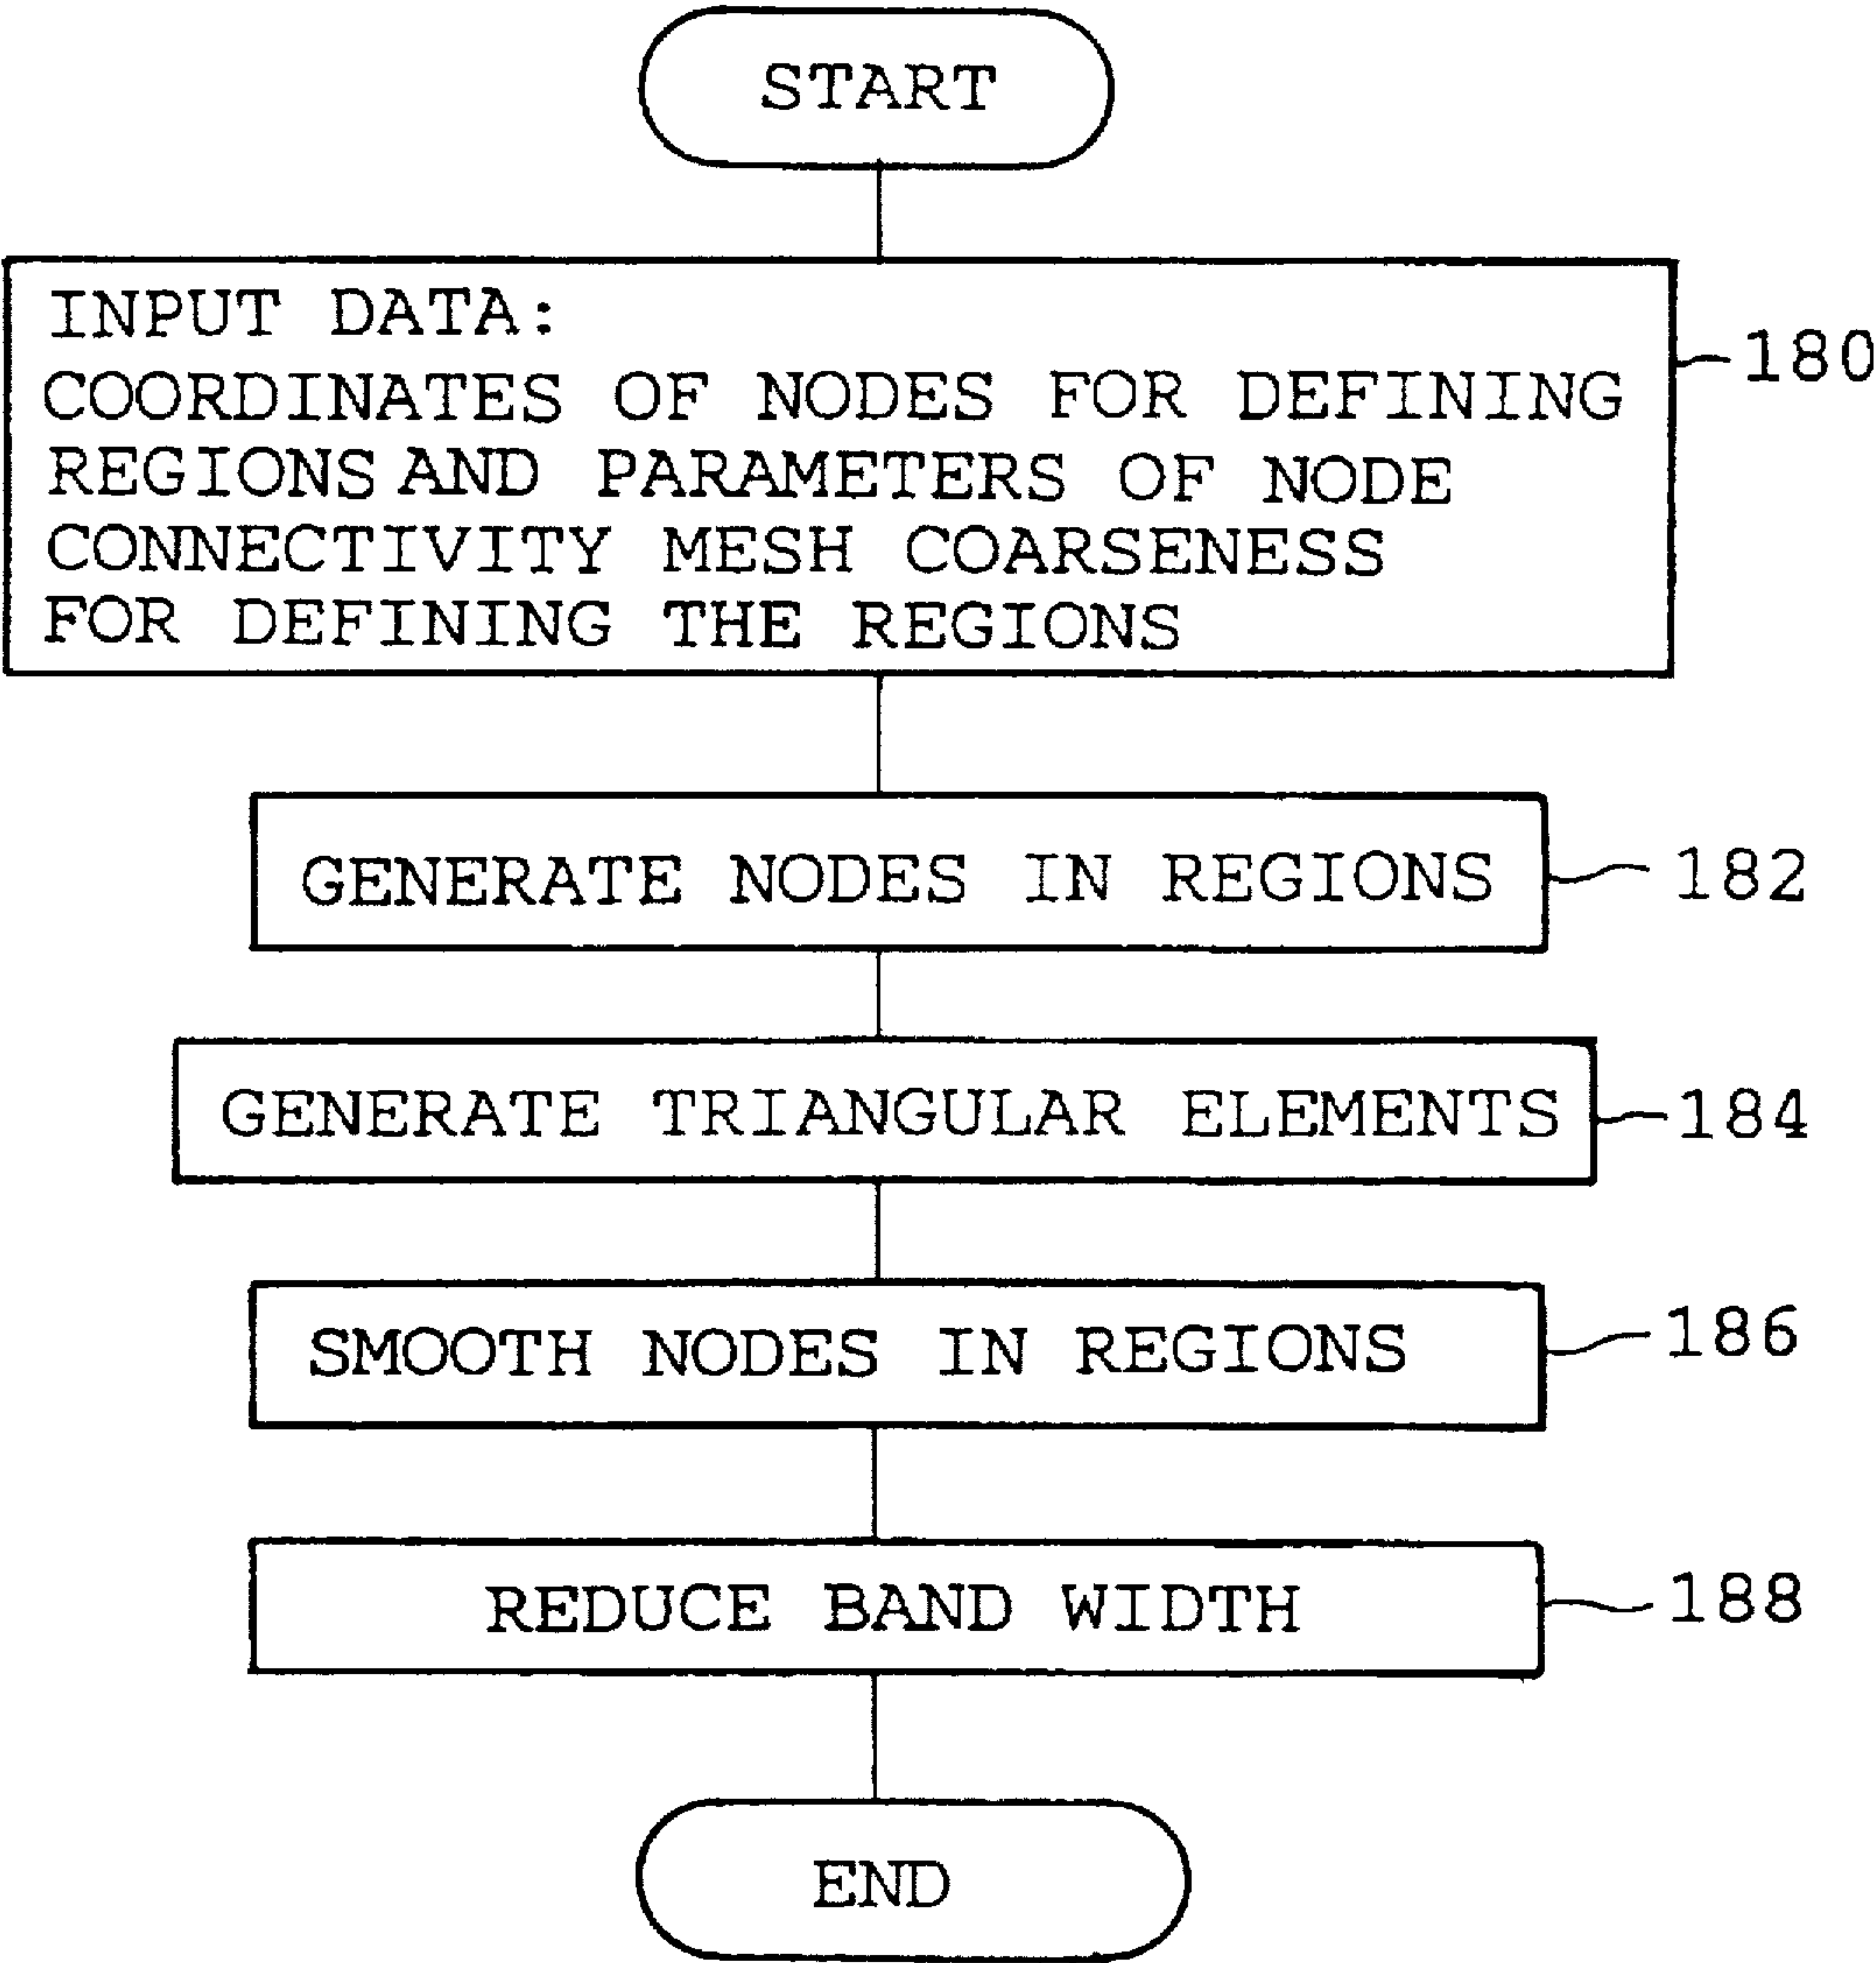 START
INPUT DATA:
COORDINATES OF NODES FOR DEFINING
REGIONS AND PARAMETERS OF NODE
CONNECTIVITY MESH COARSENESS
FOR DEFINING THE REGIONS
180
GENERATE NODES IN REGIONS
182
GENERATE TRIANGULAR ELEMENTS
184
SMOOTH NODES IN REGIONS
186
REDUCE BAND WIDTH
188
END